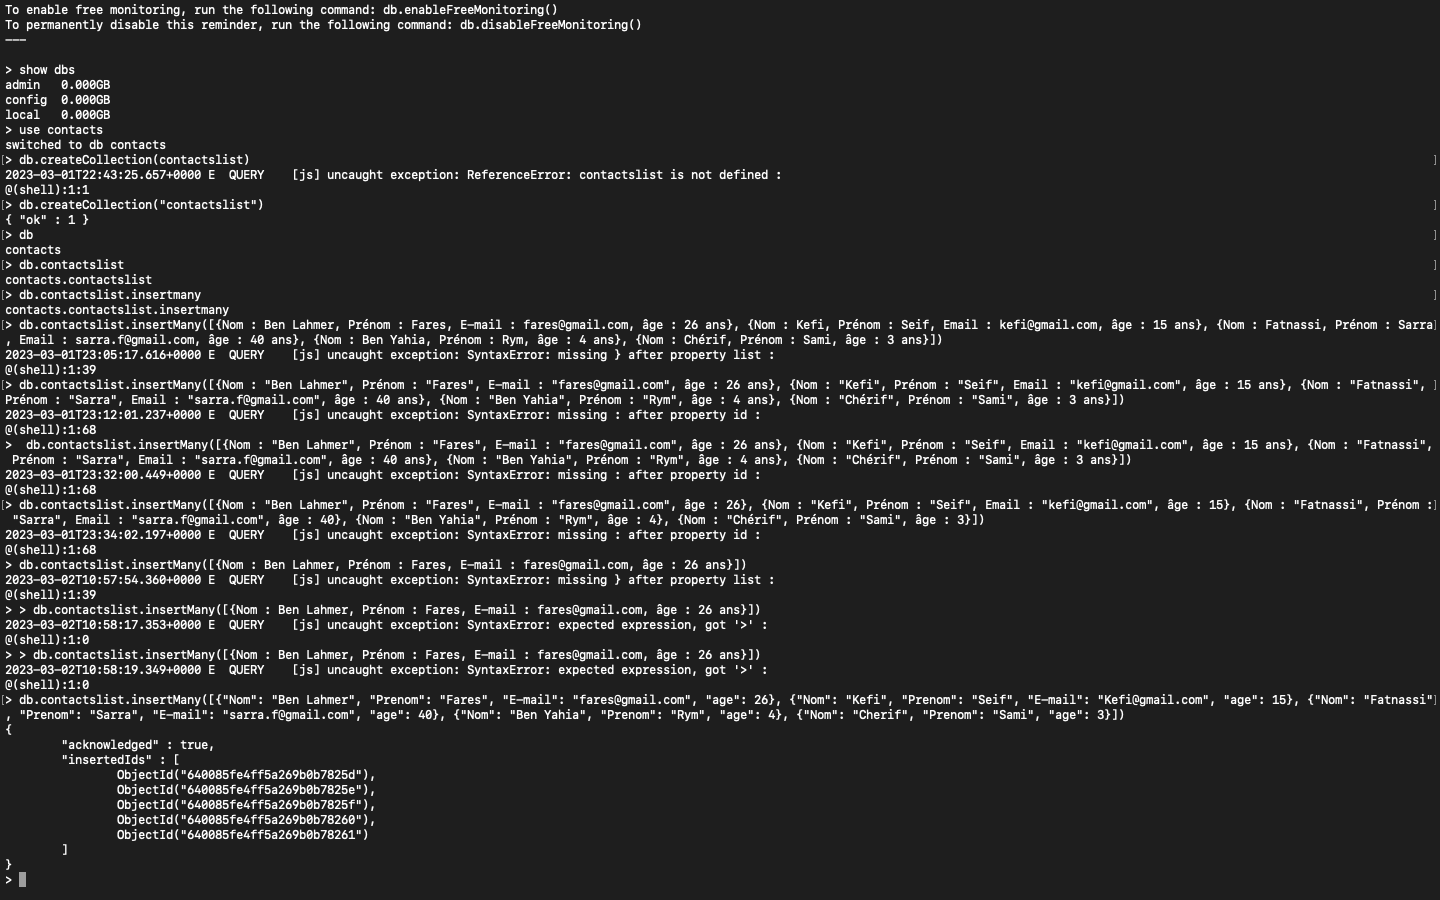 To enable free monitoring, run the following command: db.enableFreeMonitoring()
To permanently disable this reminder, run the following command: db.disableFreeMonitoring()
---
> show dbs
admin   0.000GB
config  0.000GB
local   0.000GB
> use contacts
switched to db contacts
[> db.createCollection(contactslist) ]
2023-03-01T22:43:25.657+0000 E  QUERY    [js] uncaught exception: ReferenceError: contactslist is not defined :
@(shell):1:1
[> db.createCollection("contactslist") ]
{ "ok" : 1 }
[> db ]
contacts
[> db.contactslist ]
contacts.contactslist
[> db.contactslist.insertmany ]
contacts.contactslist.insertmany
[> db.contactslist.insertMany([{Nom : Ben Lahmer, Prénom : Fares, E-mail : fares@gmail.com, âge : 26 ans}, {Nom : Kefi, Prénom : Seif, Email : kefi@gmail.com, âge : 15 ans}, {Nom : Fatnassi, Prénom : Sarra]
, Email : sarra.f@gmail.com, âge : 40 ans}, {Nom : Ben Yahia, Prénom : Rym, âge : 4 ans}, {Nom : Chérif, Prénom : Sami, âge : 3 ans}])
2023-03-01T23:05:17.616+0000 E  QUERY    [js] uncaught exception: SyntaxError: missing } after property list :
@(shell):1:39
[> db.contactslist.insertMany([{Nom : "Ben Lahmer", Prénom : "Fares", E-mail : "fares@gmail.com", âge : 26 ans}, {Nom : "Kefi", Prénom : "Seif", Email : "kefi@gmail.com", âge : 15 ans}, {Nom : "Fatnassi", ]
Prénom : "Sarra", Email : "sarra.f@gmail.com", âge : 40 ans}, {Nom : "Ben Yahia", Prénom : "Rym", âge : 4 ans}, {Nom : "Chérif", Prénom : "Sami", âge : 3 ans}])
2023-03-01T23:12:01.237+0000 E  QUERY    [js] uncaught exception: SyntaxError: missing : after property id :
@(shell):1:68
>  db.contactslist.insertMany([{Nom : "Ben Lahmer", Prénom : "Fares", E-mail : "fares@gmail.com", âge : 26 ans}, {Nom : "Kefi", Prénom : "Seif", Email : "kefi@gmail.com", âge : 15 ans}, {Nom : "Fatnassi",
 Prénom : "Sarra", Email : "sarra.f@gmail.com", âge : 40 ans}, {Nom : "Ben Yahia", Prénom : "Rym", âge : 4 ans}, {Nom : "Chérif", Prénom : "Sami", âge : 3 ans}])
2023-03-01T23:32:00.449+0000 E  QUERY    [js] uncaught exception: SyntaxError: missing : after property id :
@(shell):1:68
[> db.contactslist.insertMany([{Nom : "Ben Lahmer", Prénom : "Fares", E-mail : "fares@gmail.com", âge : 26}, {Nom : "Kefi", Prénom : "Seif", Email : "kefi@gmail.com", âge : 15}, {Nom : "Fatnassi", Prénom :]
 "Sarra", Email : "sarra.f@gmail.com", âge : 40}, {Nom : "Ben Yahia", Prénom : "Rym", âge : 4}, {Nom : "Chérif", Prénom : "Sami", âge : 3}])
2023-03-01T23:34:02.197+0000 E  QUERY    [js] uncaught exception: SyntaxError: missing : after property id :
@(shell):1:68
> db.contactslist.insertMany([{Nom : Ben Lahmer, Prénom : Fares, E-mail : fares@gmail.com, âge : 26 ans}])
2023-03-02T10:57:54.360+0000 E  QUERY    [js] uncaught exception: SyntaxError: missing } after property list :
@(shell):1:39
> > db.contactslist.insertMany([{Nom : Ben Lahmer, Prénom : Fares, E-mail : fares@gmail.com, âge : 26 ans}])
2023-03-02T10:58:17.353+0000 E  QUERY    [js] uncaught exception: SyntaxError: expected expression, got '>' :
@(shell):1:0
> > db.contactslist.insertMany([{Nom : Ben Lahmer, Prénom : Fares, E-mail : fares@gmail.com, âge : 26 ans}])
2023-03-02T10:58:19.349+0000 E  QUERY    [js] uncaught exception: SyntaxError: expected expression, got '>' :
@(shell):1:0
[> db.contactslist.insertMany([{"Nom": "Ben Lahmer", "Prenom": "Fares", "E-mail": "fares@gmail.com", "age": 26}, {"Nom": "Kefi", "Prenom": "Seif", "E-mail": "Kefi@gmail.com", "age": 15}, {"Nom": "Fatnassi"]
, "Prenom": "Sarra", "E-mail": "sarra.f@gmail.com", "age": 40}, {"Nom": "Ben Yahia", "Prenom": "Rym", "age": 4}, {"Nom": "Cherif", "Prenom": "Sami", "age": 3}])
{
        "acknowledged" : true,
        "insertedIds" : [
                ObjectId("640085fe4ff5a269b0b7825d"),
                ObjectId("640085fe4ff5a269b0b7825e"),
                ObjectId("640085fe4ff5a269b0b7825f"),
                ObjectId("640085fe4ff5a269b0b78260"),
                ObjectId("640085fe4ff5a269b0b78261")
        ]
}
>